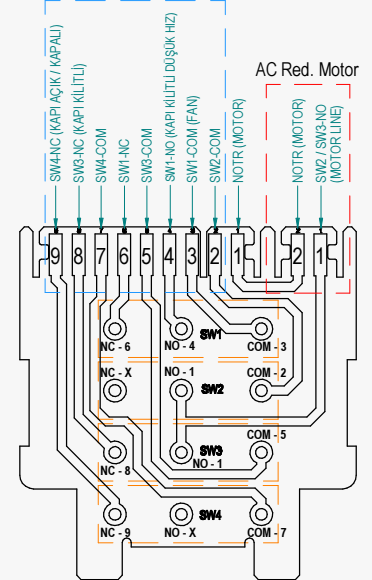 AC Red. Motor
SW4-NC (KAPI AÇIK / KAPALI)
SW3-NC (KAPI KİLİTLİ)
SW4-COM
SW1-NC
SW3-COM
SW1-NO (KAPI KİLİTLİ DÜŞÜK HIZ)
SW1-COM (FAN)
SW2-COM
NOTR (MOTOR)
NOTR (MOTOR)
SW2 / SW3-NO
(MOTOR LINE)
9 8 7 6 5 4 3 2 1 2 1
SW1
NC - 6 NO - 4 COM - 3
NC - X NO - 1 COM - 2
SW2
COM - 5
SW3
NC - 8 NO - 1
SW4
NC - 9 NO - X COM - 7